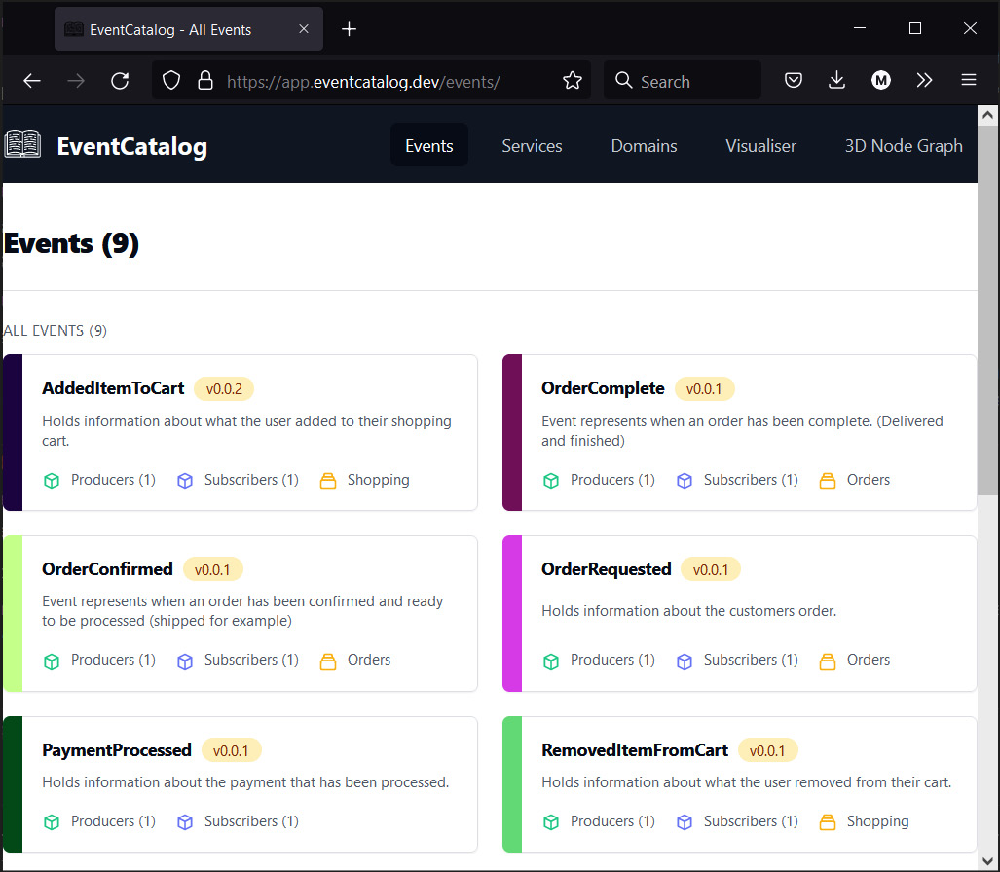 EventCatalog - All Events
https://app.eventcatalog.dev/events/
Search
M
EventCatalog
Events
Services
Domains
Visualiser
3D Node Graph
Events (9)
ALL EVENTS (9)
AddedItemToCart v0.0.2
Holds information about what the user added to their shopping
cart.
Producers (1) Subscribers (1) Shopping
OrderComplete v0.0.1
Event represents when an order has been complete. (Delivered
and finished)
Producers (1) Subscribers (1) Orders
OrderConfirmed v0.0.1
Event represents when an order has been confirmed and ready
to be processed (shipped for example)
Producers (1) Subscribers (1) Orders
OrderRequested v0.0.1
Holds information about the customers order.
Producers (1) Subscribers (1) Orders
PaymentProcessed v0.0.1
Holds information about the payment that has been processed.
Producers (1) Subscribers (1)
RemovedItemFromCart v0.0.1
Holds information about what the user removed from their cart.
Producers (1) Subscribers (1) Shopping